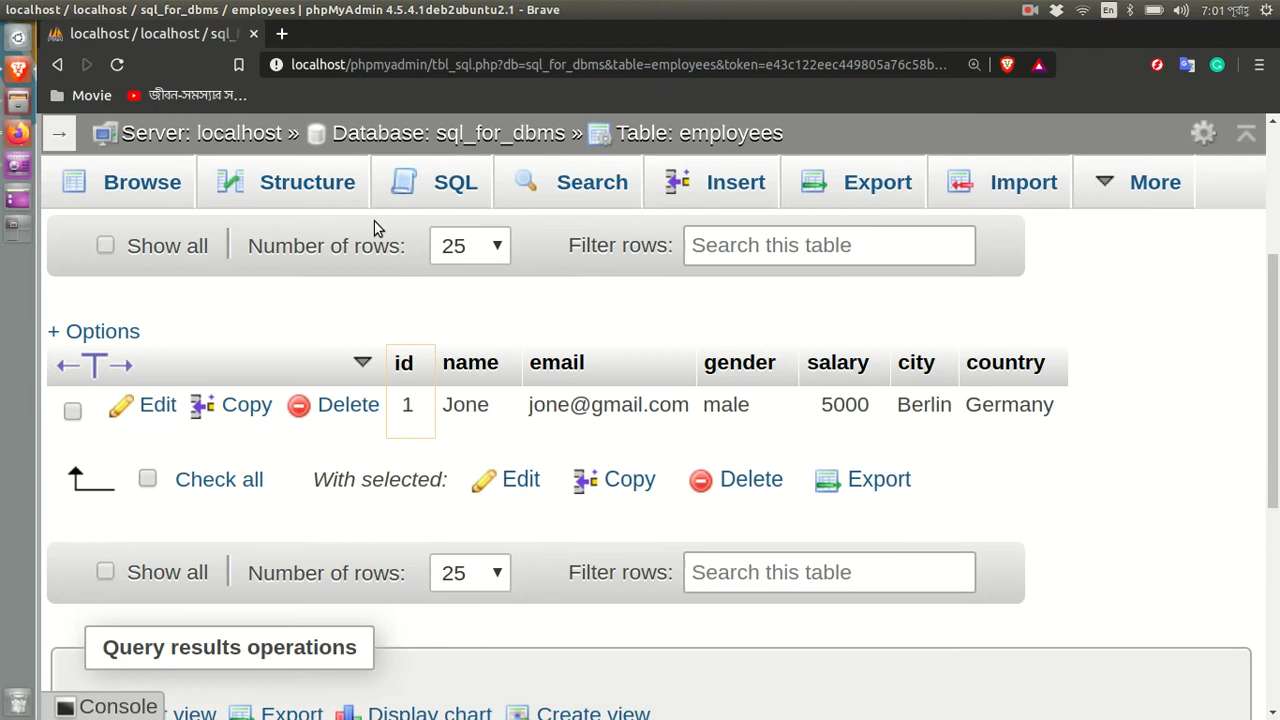 localhost / localhost / sql_for_dbms / employees | phpMyAdmin 4.5.4.1deb2ubuntu2.1 - Brave
En
7:01 পূর্বাহ্ণ
localhost / localhost / sql_f
localhost/phpmyadmin/tbl_sql.php?db=sql_for_dbms&table=employees&token=e43c122eec449805a76c58b...
Movie
জীবন-সমস্যার স...
Server: localhost » Database: sql_for_dbms » Table: employees
Browse Structure SQL Search Insert Export Import More
Show all Number of rows: 25 Filter rows: Search this table
+ Options
id name email gender salary city country
Edit Copy Delete 1 Jone jone@gmail.com male 5000 Berlin Germany
Check all With selected: Edit Copy Delete Export
Show all Number of rows: 25 Filter rows: Search this table
Query results operations
Console
view Export Display chart Create view